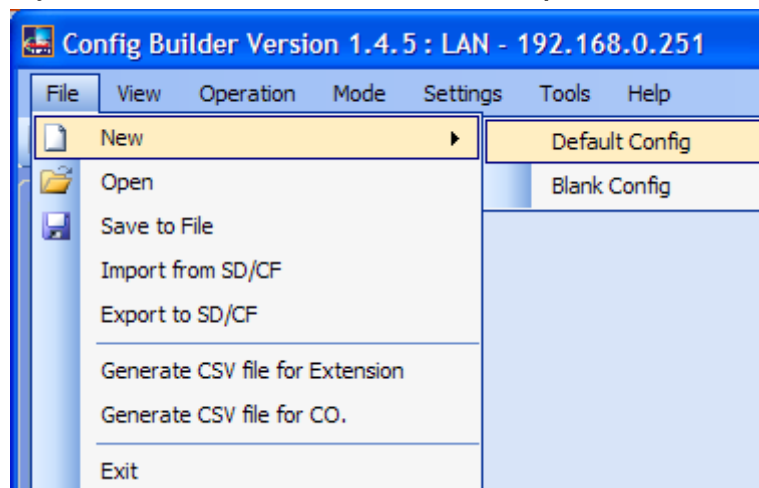 Config Builder Version 1.4.5 : LAN - 192.168.0.251
File View Operation Mode Settings Tools Help
New
Default Config
Open
Blank Config
Save to File
Import from SD/CF
Export to SD/CF
Generate CSV file for Extension
Generate CSV file for CO.
Exit